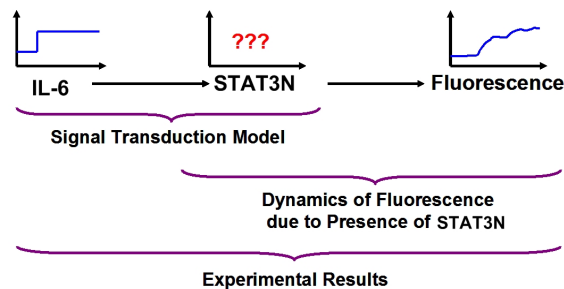 ???
IL-6
STAT3N
Fluorescence
Signal Transduction Model
Dynamics of Fluorescence
due to Presence of STAT3N
Experimental Results